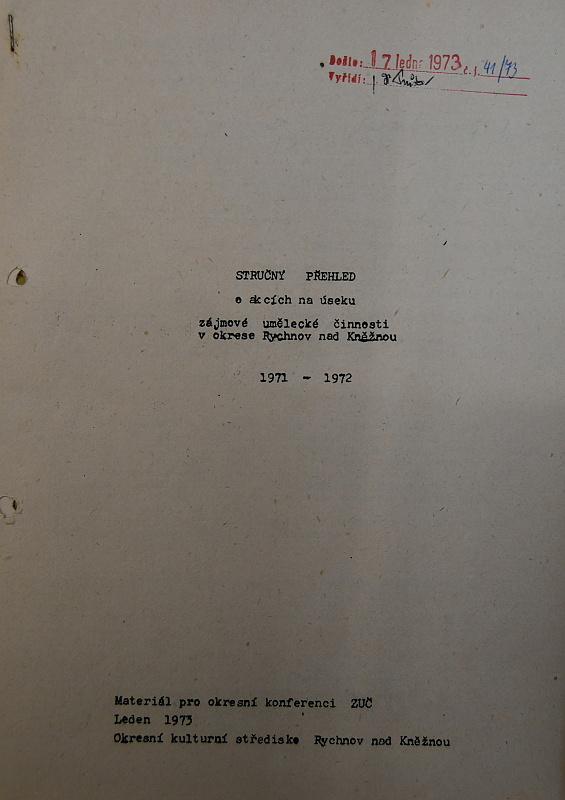 Došlo: 17. ledna 1973 č.j. 41/73
Vyřídí:
STRUČNÝ PŘEHLED
o akcích na úseku
zájmové umělecké činnosti
v okrese Rychnov nad Kněžnou
1971 - 1972
Materiál pro okresní konferenci ZUČ
Leden 1973
Okresní kulturní středisko Rychnov nad Kněžnou